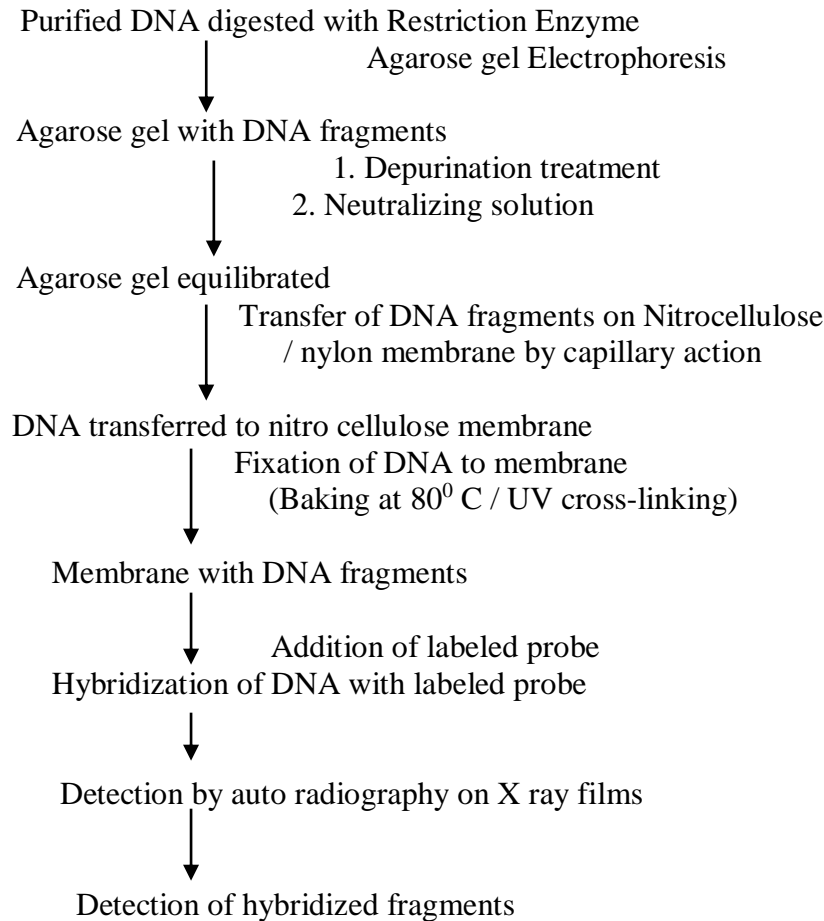 Purified DNA digested with Restriction Enzyme
Agarose gel Electrophoresis
Agarose gel with DNA fragments
1. Depurination treatment
2. Neutralizing solution
Agarose gel equilibrated
Transfer of DNA fragments on Nitrocellulose
/ nylon membrane by capillary action
DNA transferred to nitro cellulose membrane
Fixation of DNA to membrane
(Baking at 80⁰ C / UV cross-linking)
Membrane with DNA fragments
Addition of labeled probe
Hybridization of DNA with labeled probe
Detection by auto radiography on X ray films
Detection of hybridized fragments